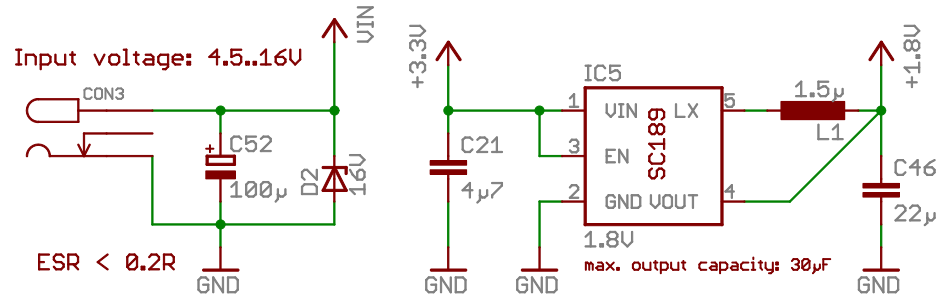 VIN
Input voltage: 4.5..16V
CON3
C52
+
100µ
D2
16V
ESR < 0.2R
GND
+3.3V
C21
4µ7
GND
IC5
1
VIN
LX
5
3
EN
SC189
2
GND
VOUT
4
1.8V
GND
max. output capacity: 30µF
1.5µ
L1
+1.8V
C46
22µ
GND